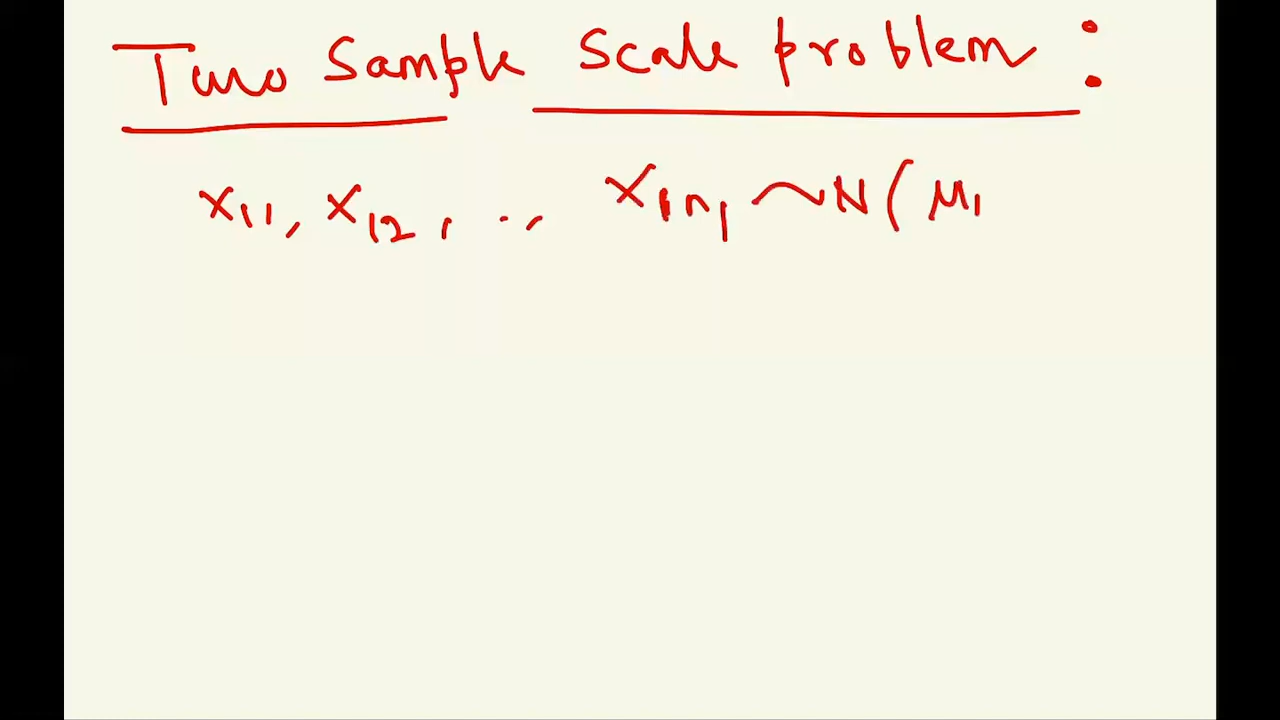 Two Sample Scale problem :
X11, X12, .., X1n1 ~ N( μ1